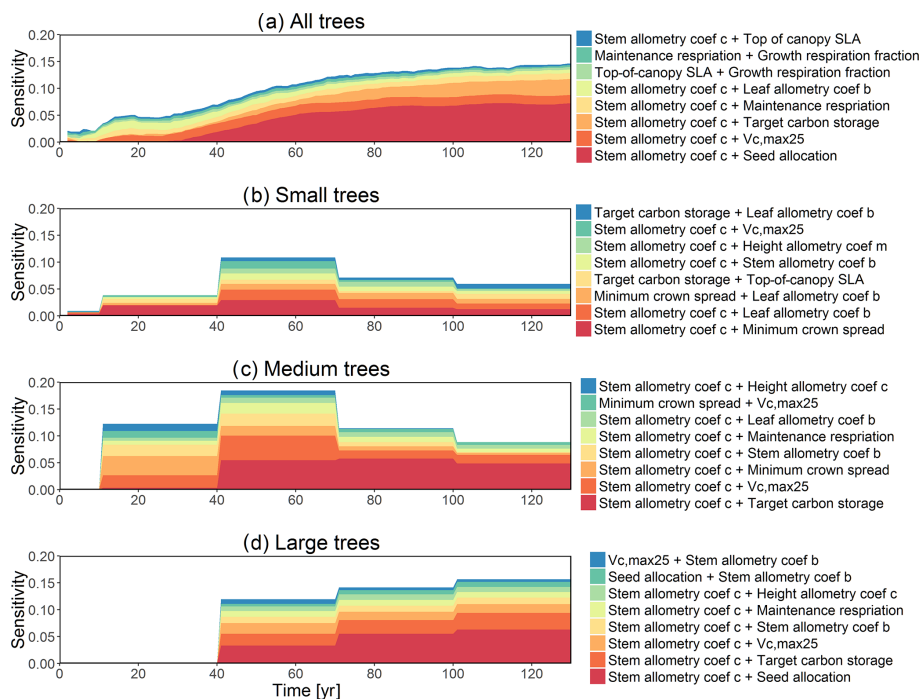 (a) All trees
Sensitivity
0.20
0.15
0.10
0.05
0.00
0
20
40
60
80
100
120
Stem allometry coef c + Top of canopy SLA
Maintenance respriation + Growth respiration fraction
Top-of-canopy SLA + Growth respiration fraction
Stem allometry coef c + Leaf allometry coef b
Stem allometry coef c + Maintenance respriation
Stem allometry coef c + Target carbon storage
Stem allometry coef c + Vc,max25
Stem allometry coef c + Seed allocation
(b) Small trees
Sensitivity
0.20
0.15
0.10
0.05
0.00
0
20
40
60
80
100
120
Target carbon storage + Leaf allometry coef b
Stem allometry coef c + Vc,max25
Stem allometry coef c + Height allometry coef m
Stem allometry coef c + Stem allometry coef b
Target carbon storage + Top-of-canopy SLA
Minimum crown spread + Leaf allometry coef b
Stem allometry coef c + Leaf allometry coef b
Stem allometry coef c + Minimum crown spread
(c) Medium trees
Sensitivity
0.20
0.15
0.10
0.05
0.00
0
20
40
60
80
100
120
Stem allometry coef c + Height allometry coef c
Minimum crown spread + Vc,max25
Stem allometry coef c + Leaf allometry coef b
Stem allometry coef c + Maintenance respriation
Stem allometry coef c + Stem allometry coef b
Stem allometry coef c + Minimum crown spread
Stem allometry coef c + Vc,max25
Stem allometry coef c + Target carbon storage
(d) Large trees
Sensitivity
0.20
0.15
0.10
0.05
0.00
0
20
40
60
80
100
120
Time [yr]
Vc,max25 + Stem allometry coef b
Seed allocation + Stem allometry coef b
Stem allometry coef c + Height allometry coef c
Stem allometry coef c + Maintenance respriation
Stem allometry coef c + Stem allometry coef b
Stem allometry coef c + Vc,max25
Stem allometry coef c + Target carbon storage
Stem allometry coef c + Seed allocation